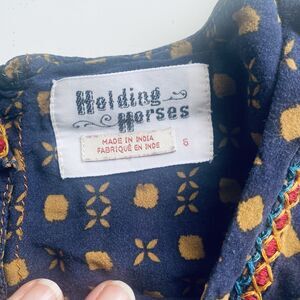 Holding
Horses
MADE IN INDIA
FABRIQUÉ EN INDE
6